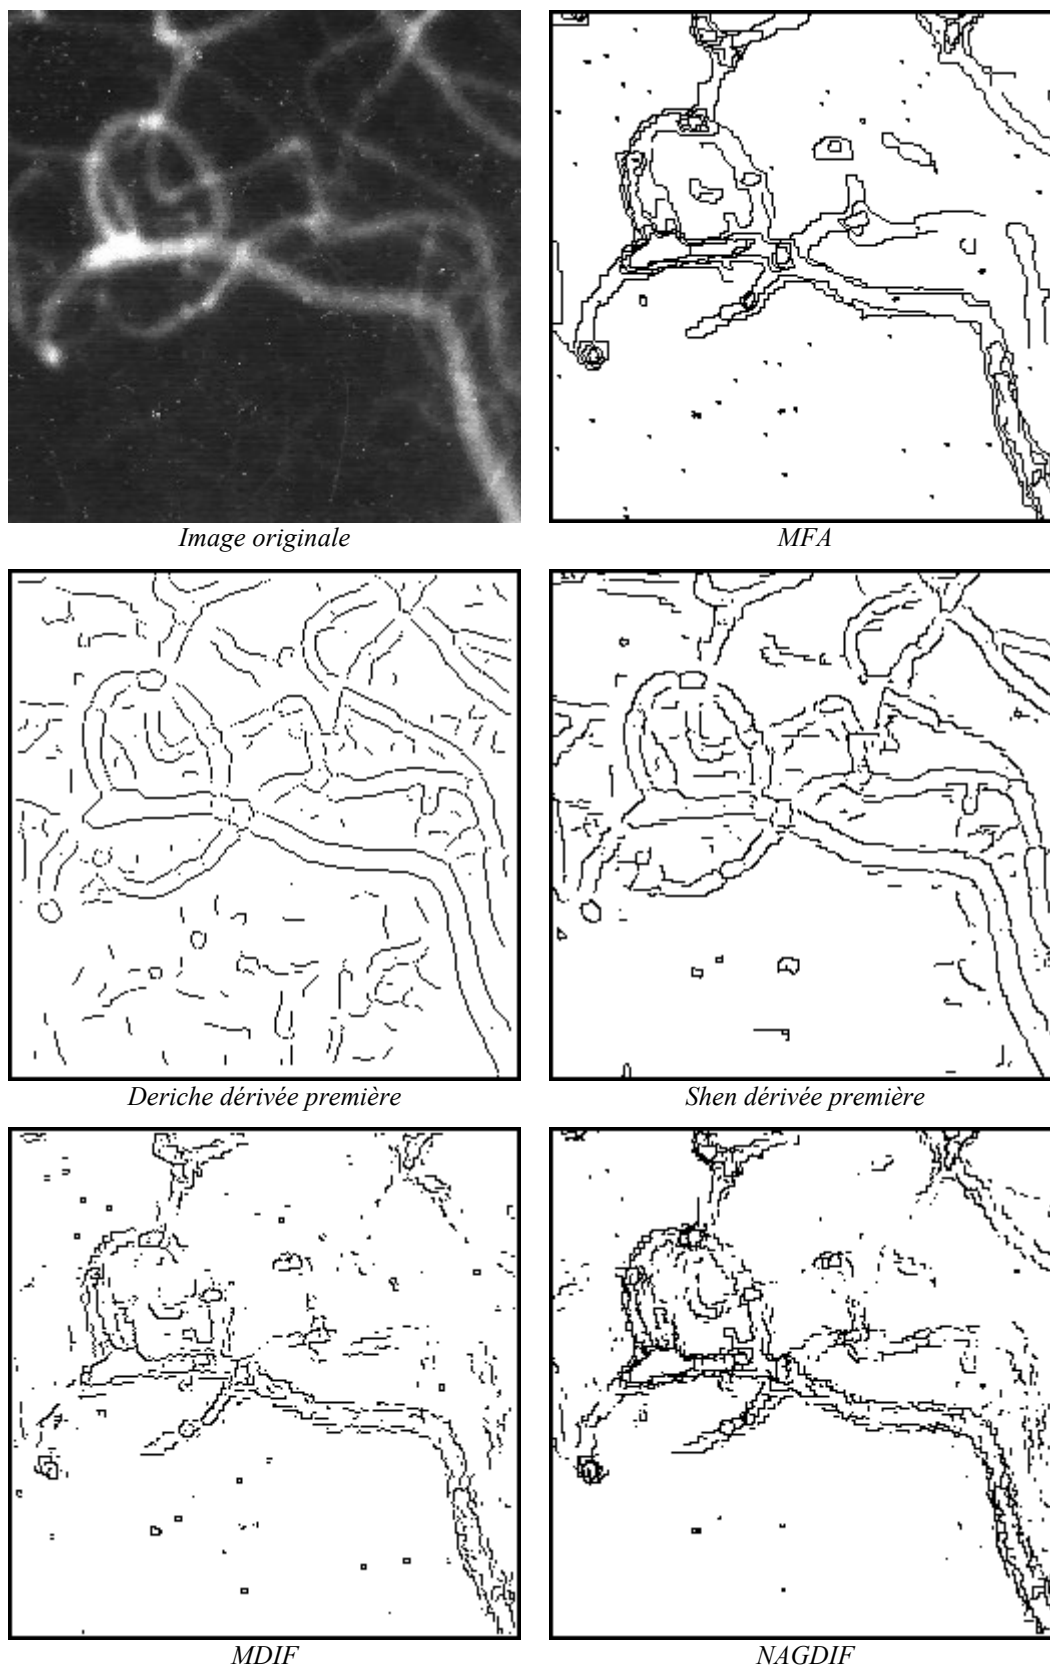 Image originale
MFA
Deriche dérivée première
Shen dérivée première
MDIF
NAGDIF